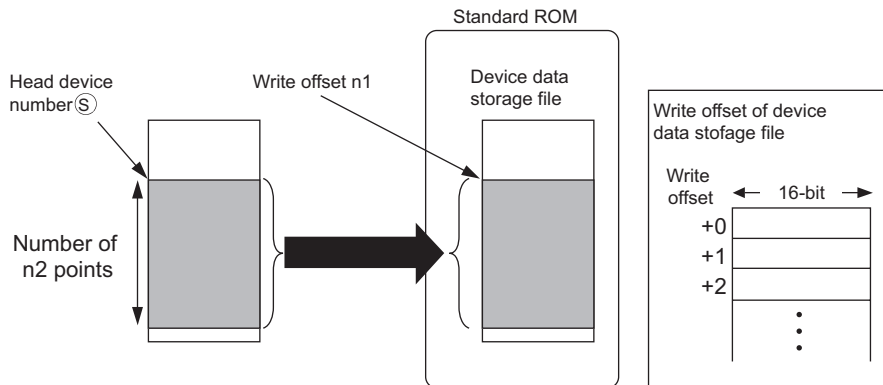 Standard ROM
Head device
number Ⓢ
Write offset n1
Device data
storage file
Number of
n2 points
Write offset of device
data stofage file
Write
offset
16-bit
+0
+1
+2